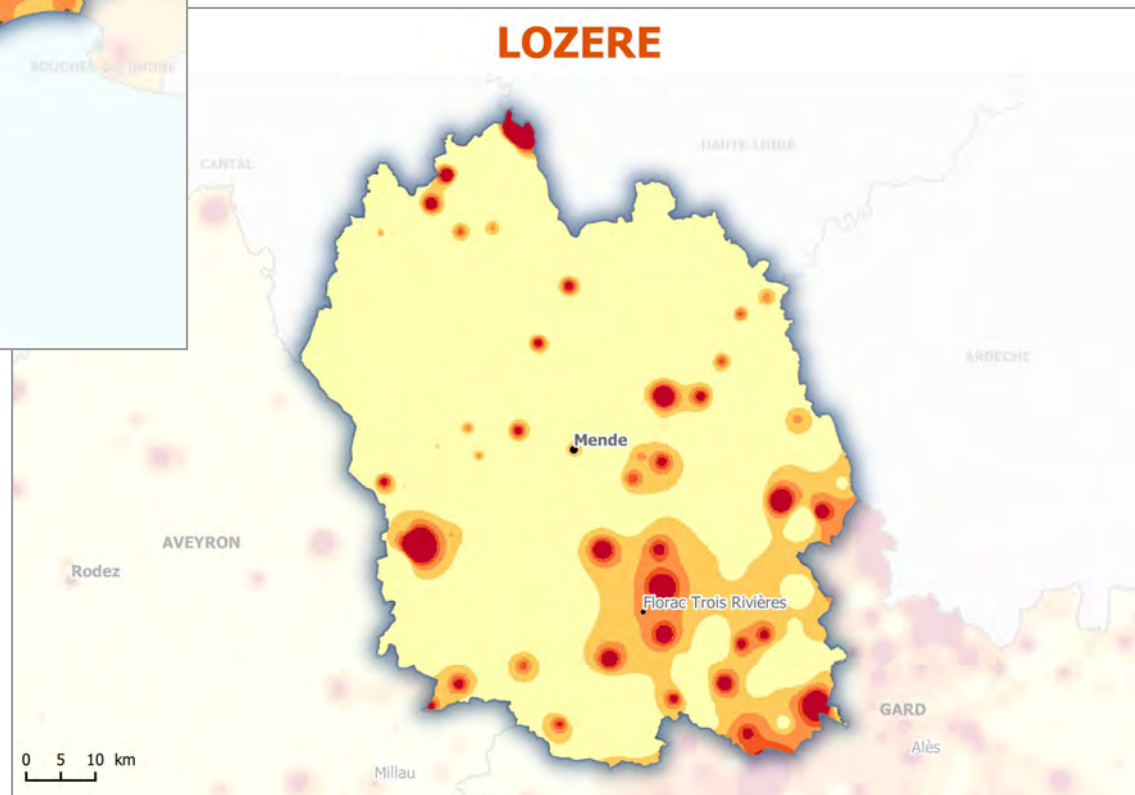 LOZERE
BOUCHES-DU-RHONE
HAUTE-LOIRE
CANTAL
ARDECHE
Mende
AVEYRON
Rodez
Florac Trois Rivières
GARD
Alès
0 5 10 km
Millau